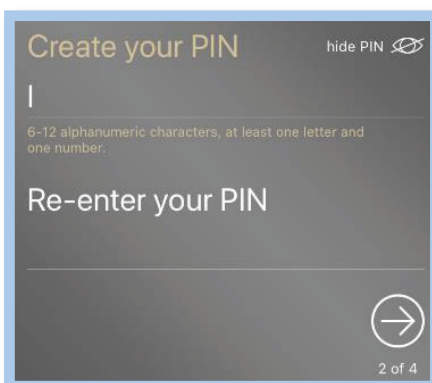 Create your PIN
hide PIN
6-12 alphanumeric characters, at least one letter and
one number.
Re-enter your PIN
2 of 4